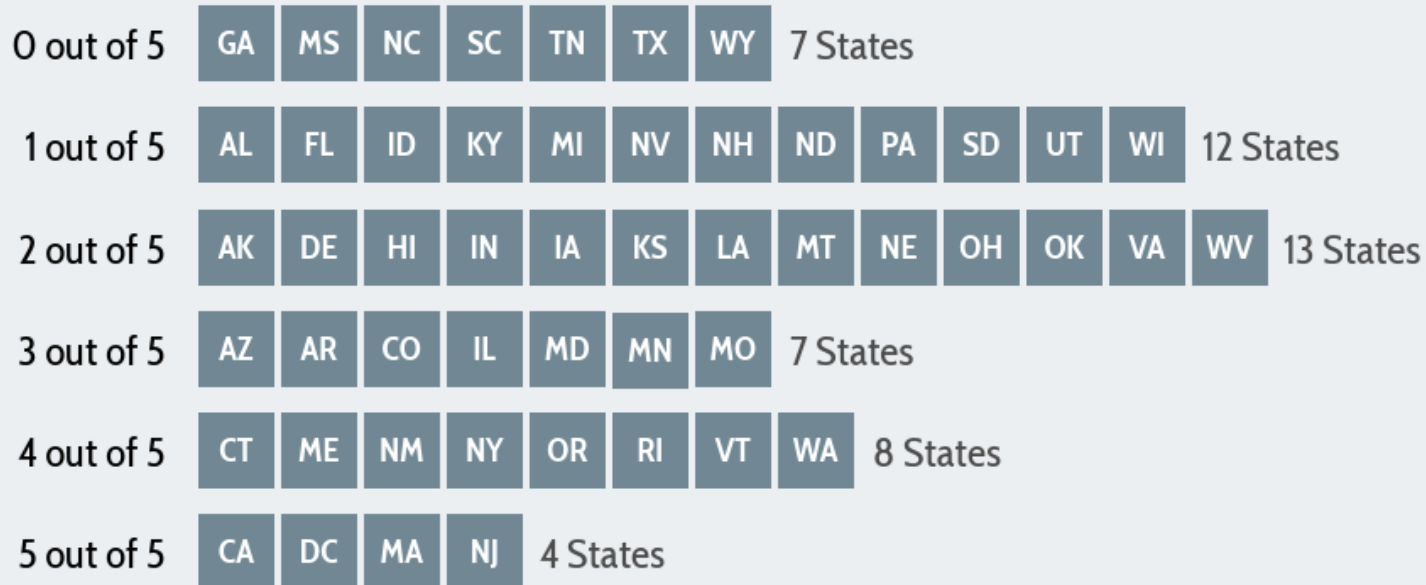 0 out of 5 GA MS NC SC TN TX WY 7 States
1 out of 5 AL FL ID KY MI NV NH ND PA SD UT WI 12 States
2 out of 5 AK DE HI IN IA KS LA MT NE OH OK VA WV 13 States
3 out of 5 AZ AR CO IL MD MN MO 7 States
4 out of 5 CT ME NM NY OR RI VT WA 8 States
5 out of 5 CA DC MA NJ 4 States